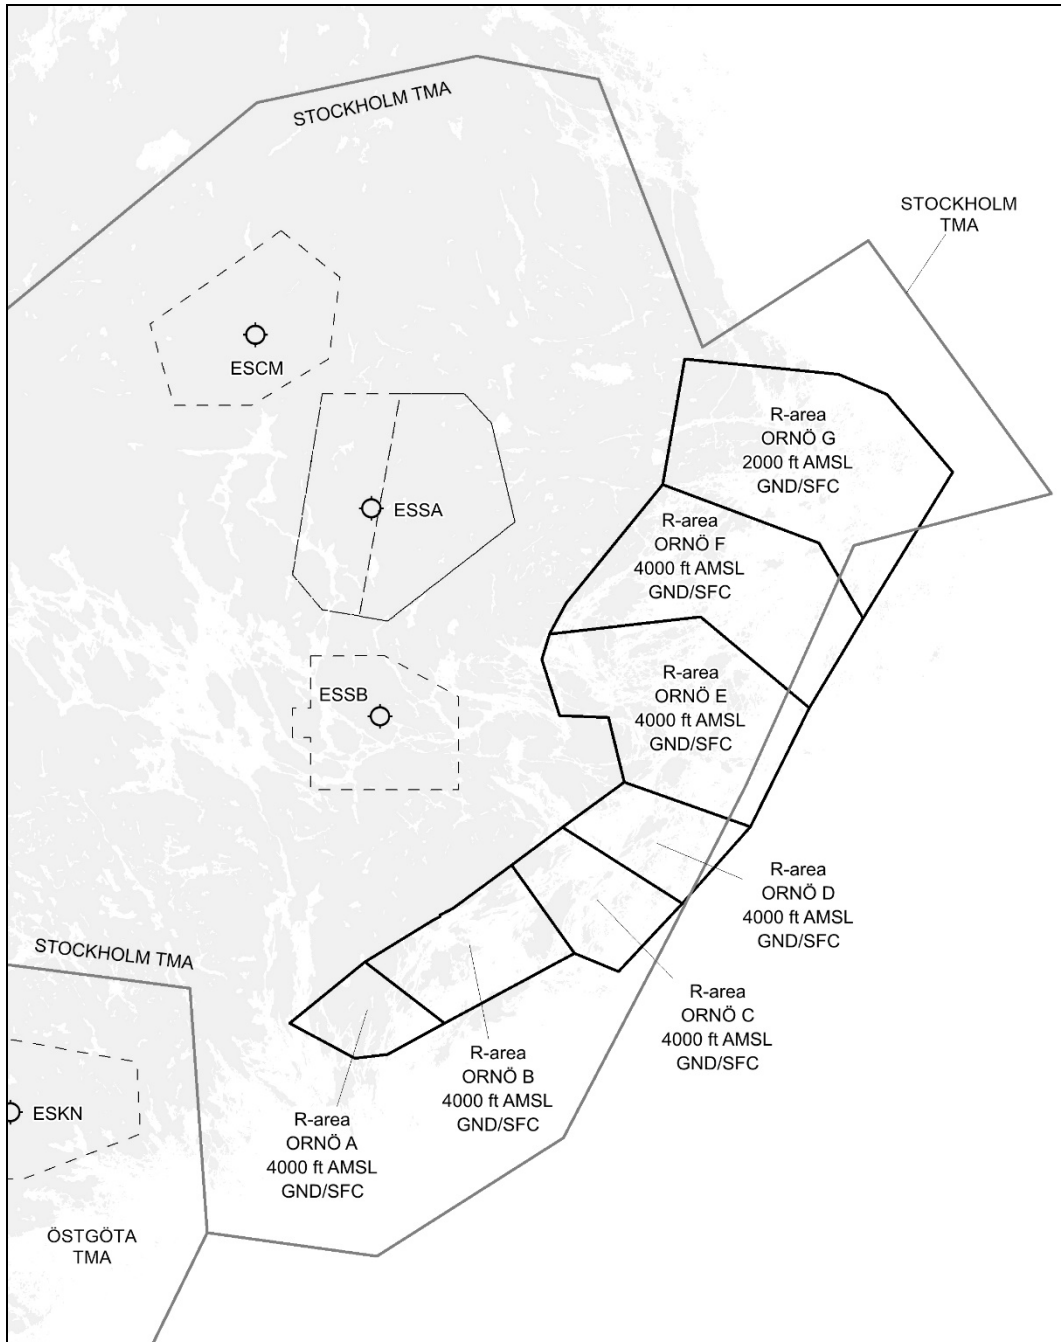 STOCKHOLM TMA
STOCKHOLM
TMA
ESCM
R-area
ORNÖ G
2000 ft AMSL
GND/SFC
ESSA
R-area
ORNÖ F
4000 ft AMSL
GND/SFC
ESSB
R-area
ORNÖ E
4000 ft AMSL
GND/SFC
R-area
ORNÖ D
4000 ft AMSL
GND/SFC
STOCKHOLM TMA
R-area
ORNÖ C
4000 ft AMSL
GND/SFC
R-area
ORNÖ B
4000 ft AMSL
GND/SFC
ESKN
R-area
ORNÖ A
4000 ft AMSL
GND/SFC
ÖSTGÖTA
TMA